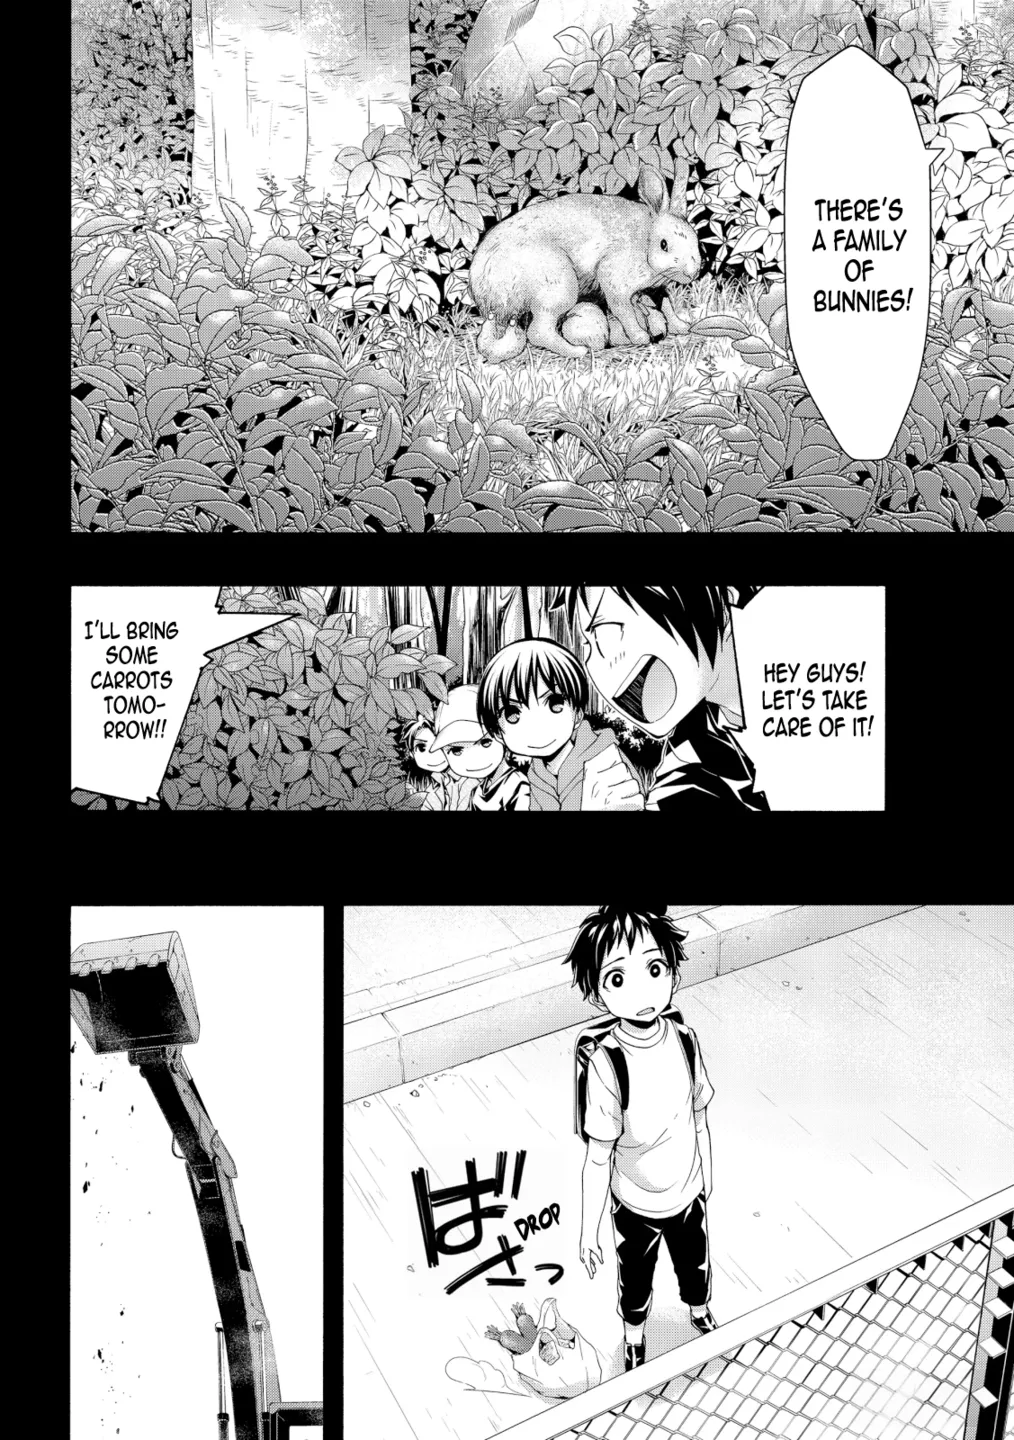 THERE'S
A FAMILY
OF
BUNNIES!
HEY GUYS!
LET'S TAKE
CARE OF IT!
I'LL BRING
SOME
CARROTS
TOMO-
RROW!!
ばさっ
DROP